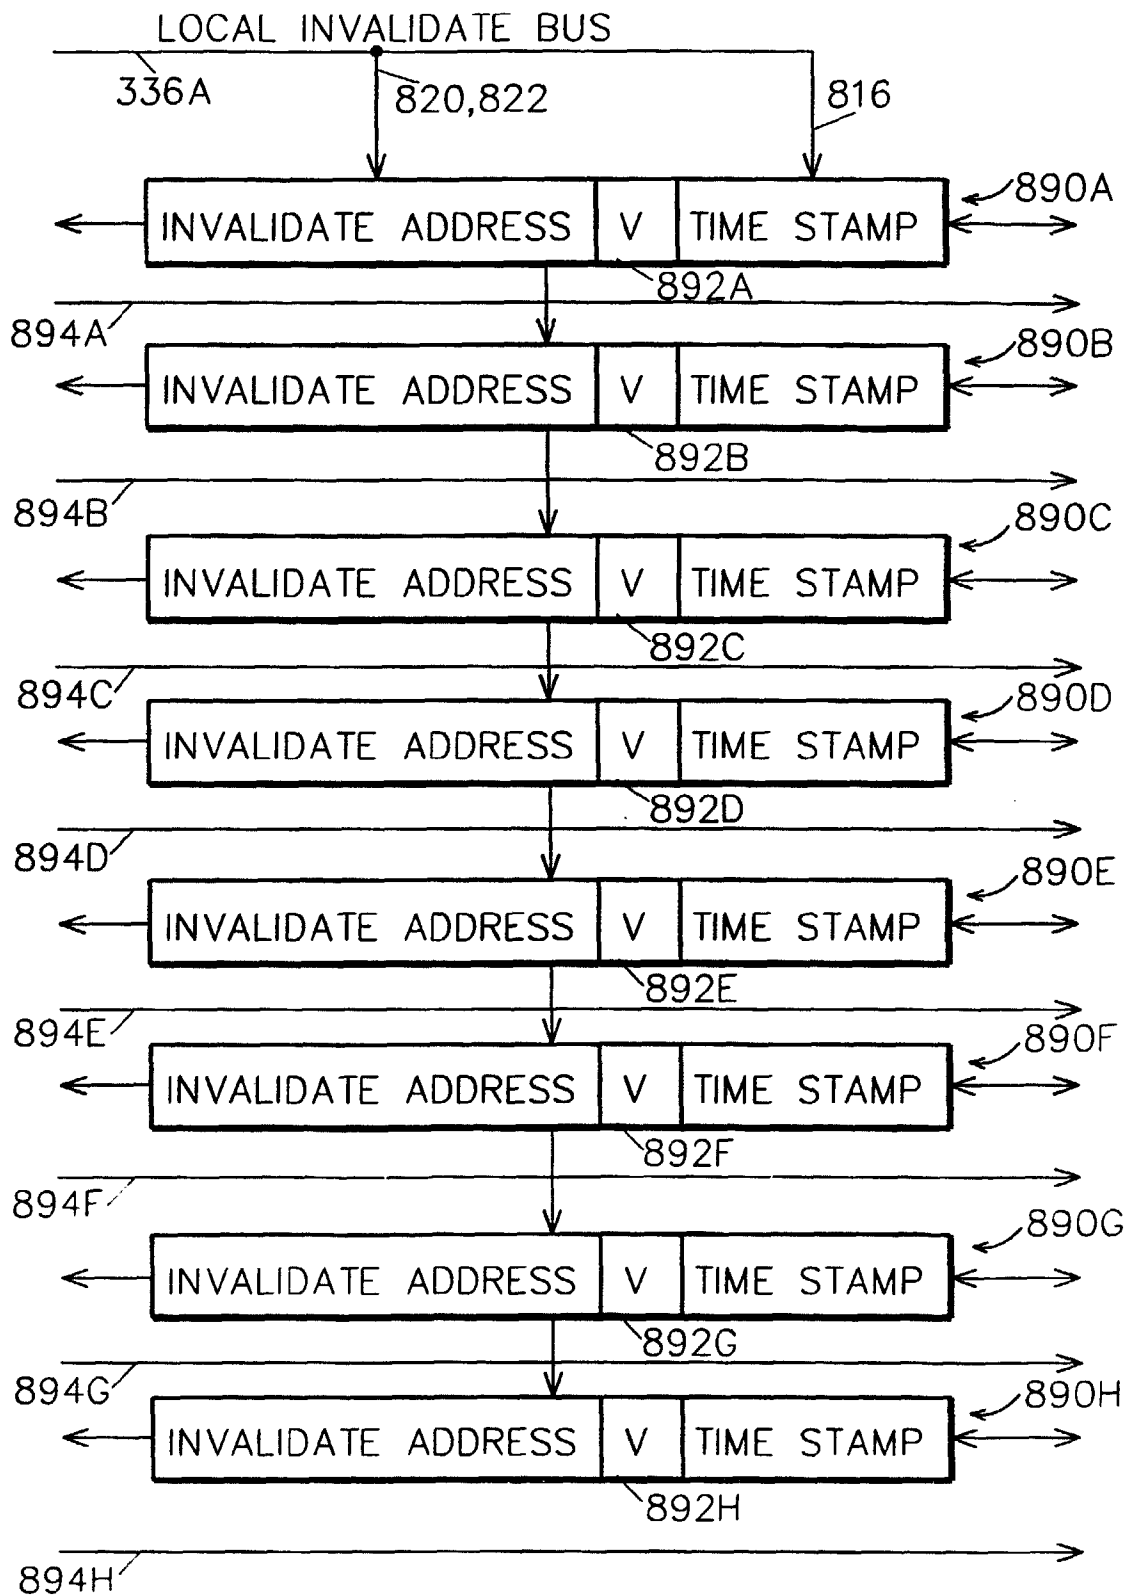 LOCAL INVALIDATE BUS
336A
820,822
816
890A
INVALIDATE ADDRESS V TIME STAMP
892A
894A
890B
INVALIDATE ADDRESS V TIME STAMP
892B
894B
890C
INVALIDATE ADDRESS V TIME STAMP
892C
894C
890D
INVALIDATE ADDRESS V TIME STAMP
892D
894D
890E
INVALIDATE ADDRESS V TIME STAMP
892E
894E
890F
INVALIDATE ADDRESS V TIME STAMP
892F
894F
890G
INVALIDATE ADDRESS V TIME STAMP
892G
894G
890H
INVALIDATE ADDRESS V TIME STAMP
892H
894H